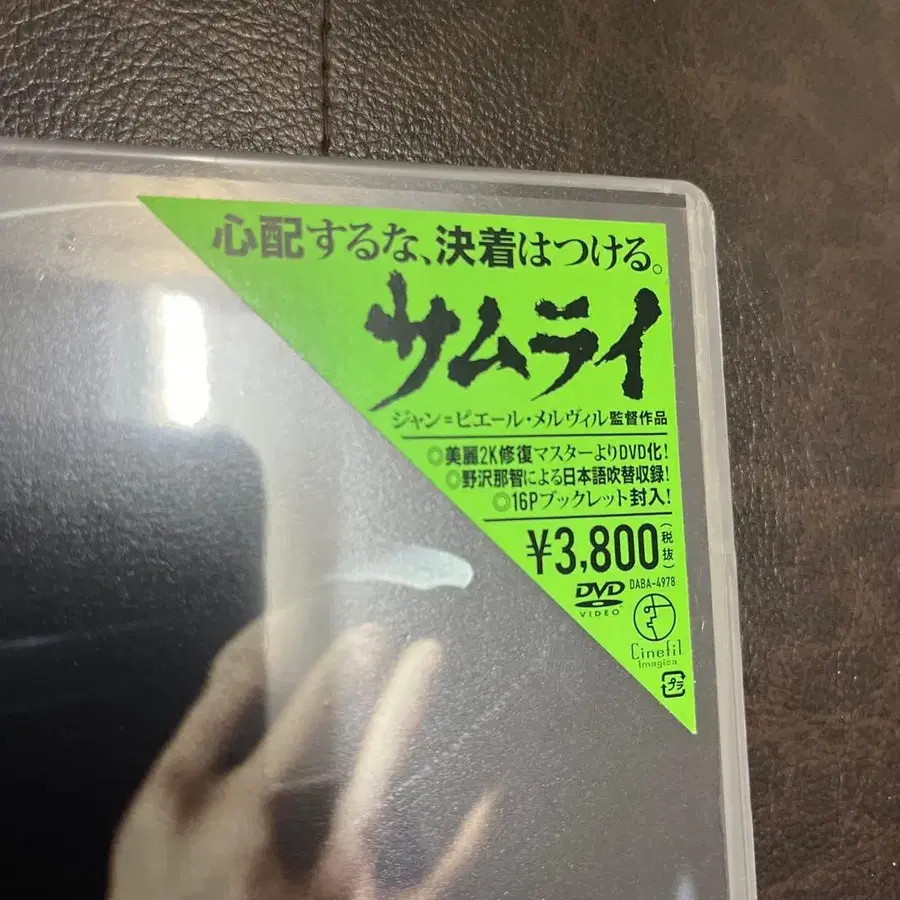 心配するな、決着はつける。
サムライ
ジャン=ピエール・メルヴィル監督作品
◎美麗2K修復マスターよりDVD化!
◎野沢那智による日本語吹替収録!
◎16Pブックレット封入!
¥3,800(税抜)
DABA-4978
DVD
VIDEO
Cinefil
Imagica
プラ